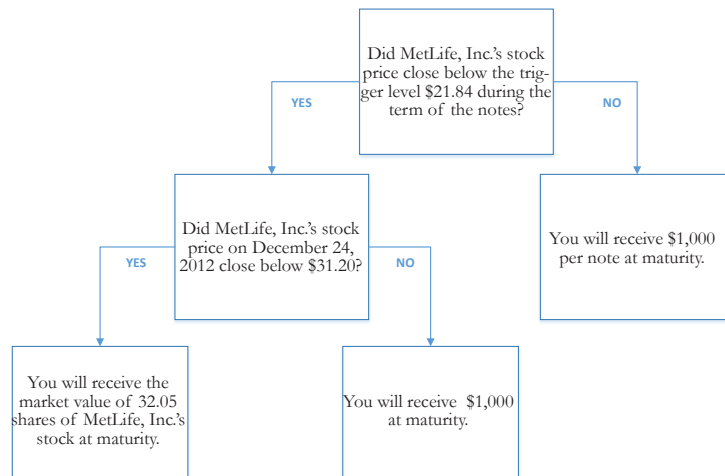 Did MetLife, Inc.'s stock
price close below the trig-
ger level $21.84 during the
term of the notes?
YES
NO
Did MetLife, Inc.'s stock
price on December 24,
2012 close below $31.20?
You will receive $1,000
per note at maturity.
YES
NO
You will receive the
market value of 32.05
shares of MetLife, Inc.'s
stock at maturity.
You will receive $1,000
at maturity.